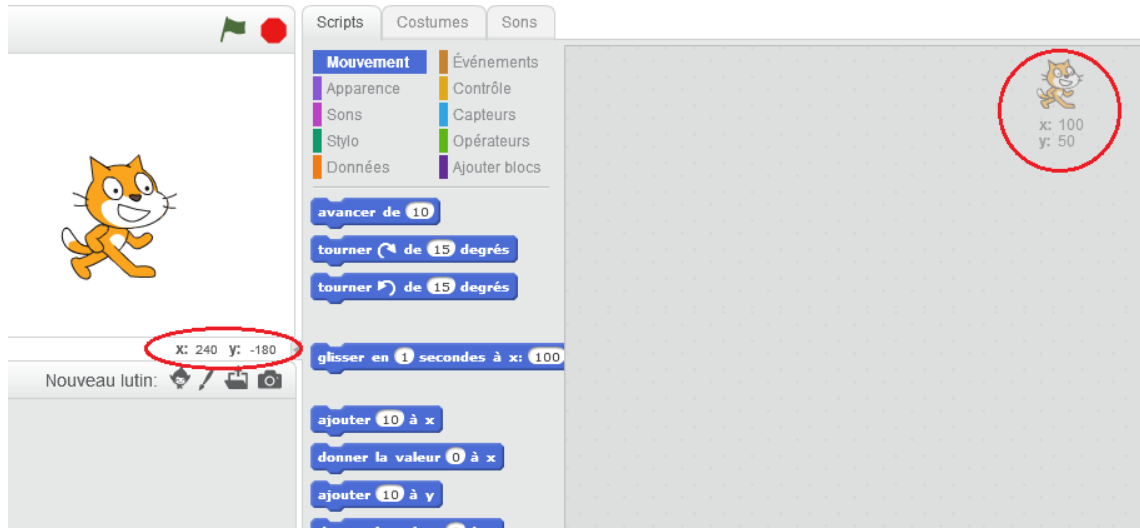 Scripts Costumes Sons
Mouvement Événements
Apparence Contrôle
Sons Capteurs
Stylo Opérateurs
Données Ajouter blocs
x: 100
y: 50
avancer de 10
tourner de 15 degrés
tourner de 15 degrés
x: 240 y: -180
glisser en 1 secondes à x: 100
Nouveau lutin:
ajouter 10 à x
donner la valeur 0 à x
ajouter 10 à y